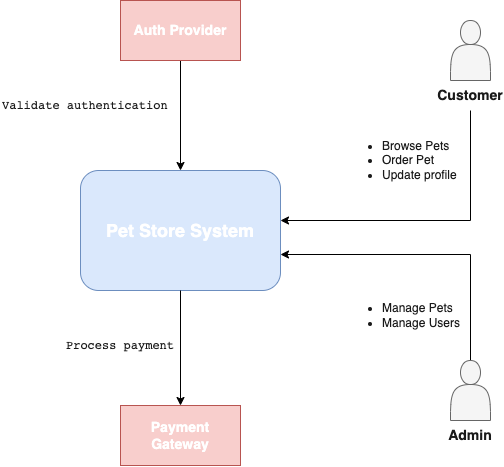 Auth Provider
Validate authentication
Customer
• Browse Pets
• Order Pet
• Update profile
Pet Store System
• Manage Pets
• Manage Users
Process payment
Admin
Payment
Gateway